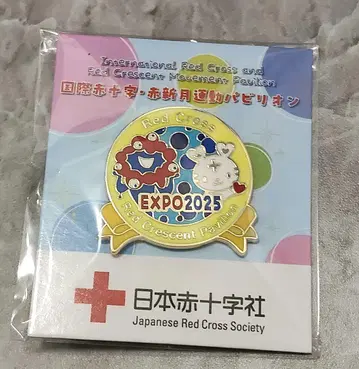 International Red Cross and
Red Crescent Movement Pavilion
国際赤十字・赤新月運動パビリオン
Red Cross
EXPO2025
Red Crescent Pavilion
日本赤十字社
Japanese Red Cross Society